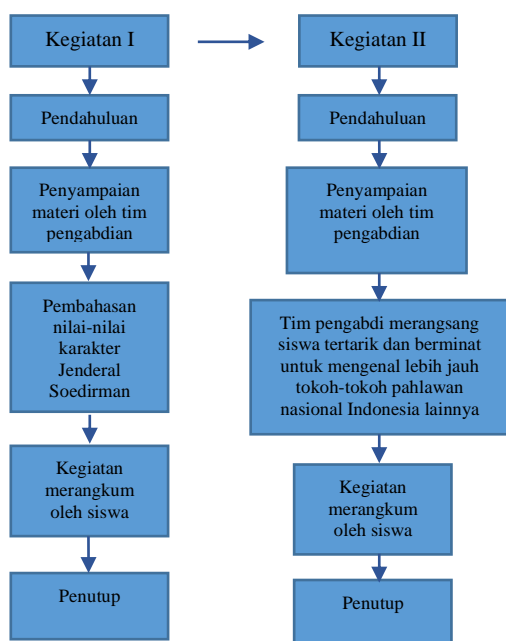 Kegiatan I
Pendahuluan
Penyampaian
materi oleh tim
pengabdian
Pembahasan
nilai-nilai
karakter
Jenderal
Soedirman
Kegiatan
merangkum
oleh siswa
Penutup
Kegiatan II
Pendahuluan
Penyampaian
materi oleh tim
pengabdian
Tim pengabdi merangsang
siswa tertarik dan berminat
untuk mengenal lebih jauh
tokoh-tokoh pahlawan
nasional Indonesia lainnya
Kegiatan
merangkum
oleh siswa
Penutup